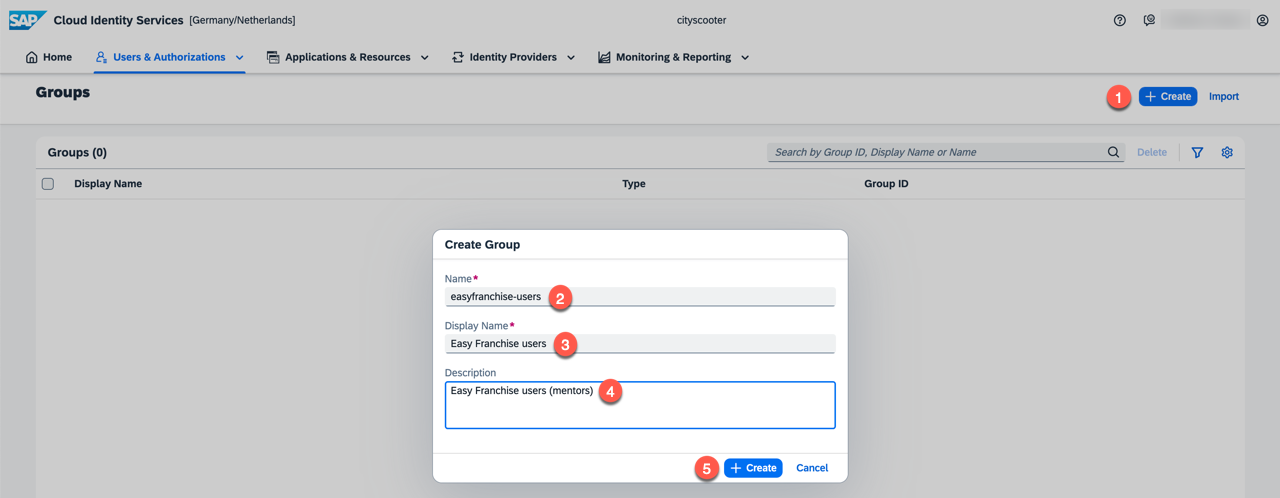 SAP Cloud Identity Services [Germany/Netherlands] cityscooter
Home Users & Authorizations Applications & Resources Identity Providers Monitoring & Reporting
Groups
1 + Create Import
Groups (0) Search by Group ID, Display Name or Name Delete
Display Name Type Group ID
Create Group
Name*
easyfranchise-users 2
Display Name*
Easy Franchise users 3
Description
Easy Franchise users (mentors) 4
5 + Create Cancel